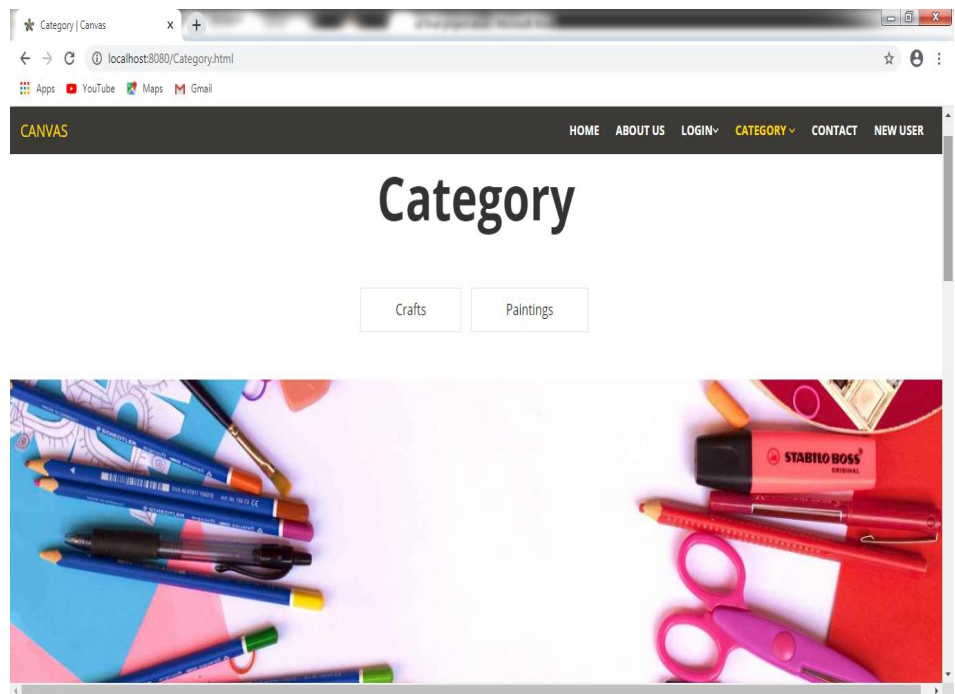 Category | Canvas
localhost:8080/Category.html
Apps YouTube Maps Gmail
CANVAS HOME ABOUT US LOGIN CATEGORY CONTACT NEW USER
Category
Crafts Paintings
STABILO BOSS
ORIGINAL
STAEDTLER
STAEDTLER